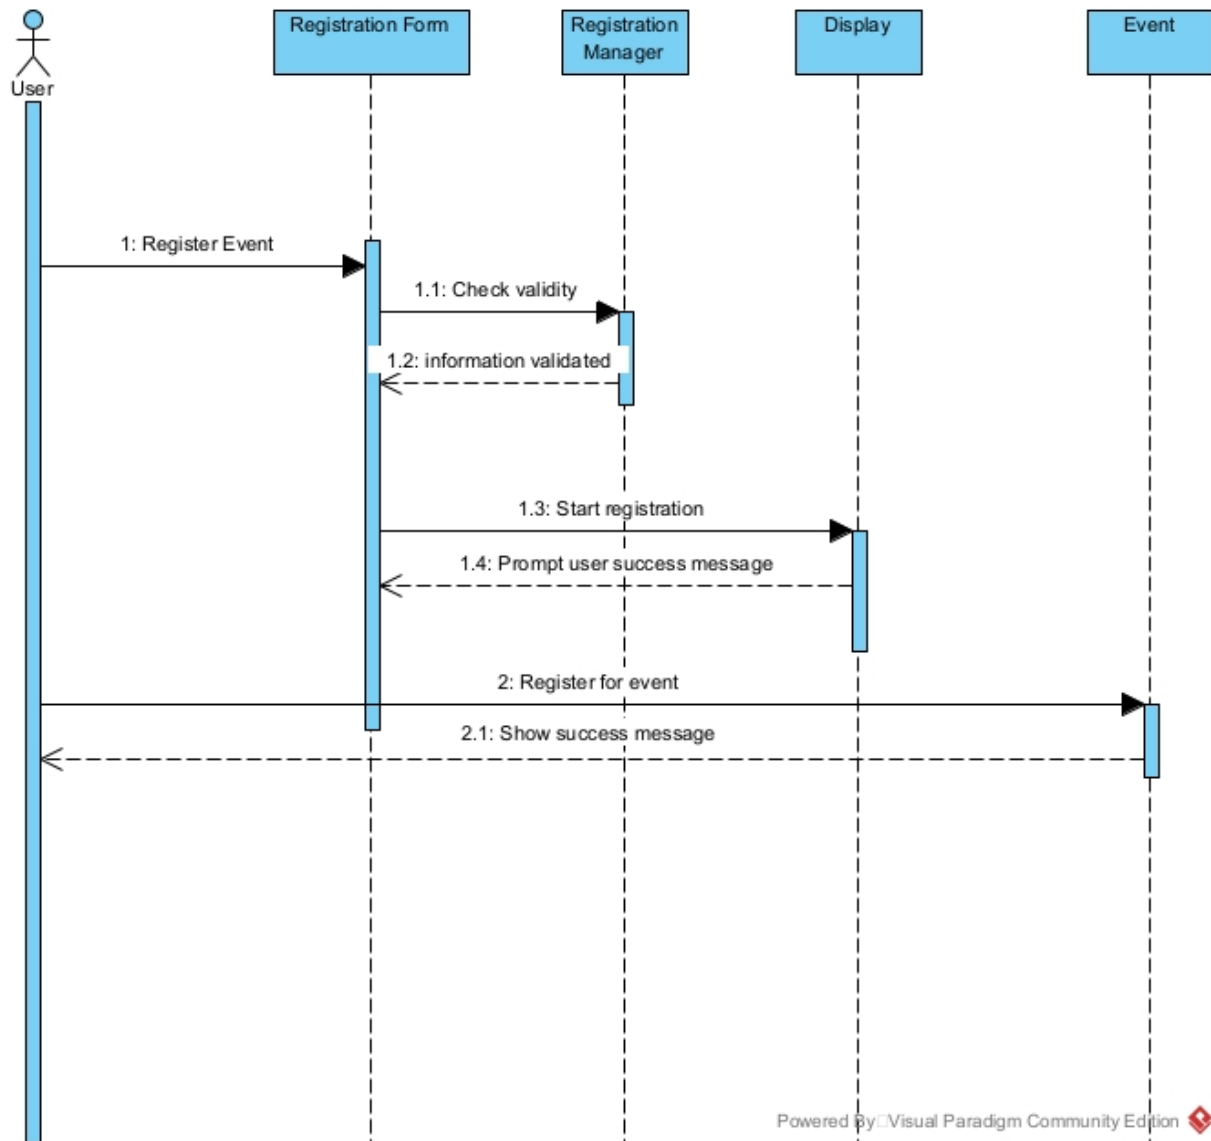 User
Registration Form
Registration
Manager
Display
Event
1: Register Event
1.1: Check validity
1.2: information validated
1.3: Start registration
1.4: Prompt user success message
2: Register for event
2.1: Show success message
Powered By Visual Paradigm Community Edition